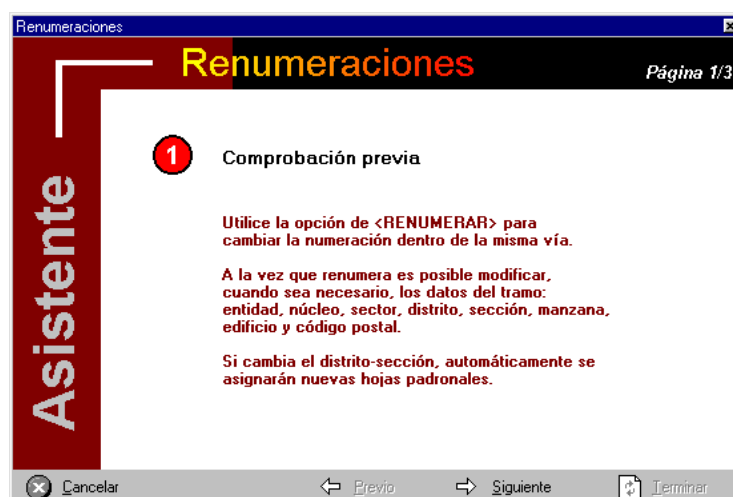 Renumeraciones
Renumeraciones
Página 1/3
Asistente
1
Comprobación previa
Utilice la opción de <RENUMERAR> para
cambiar la numeración dentro de la misma vía.
A la vez que renumera es posible modificar,
cuando sea necesario, los datos del tramo:
entidad, núcleo, sector, distrito, sección, manzana,
edificio y código postal.
Si cambia el distrito-sección, automáticamente se
asignarán nuevas hojas padronales.
Cancelar
Previo
Siguiente
Terminar